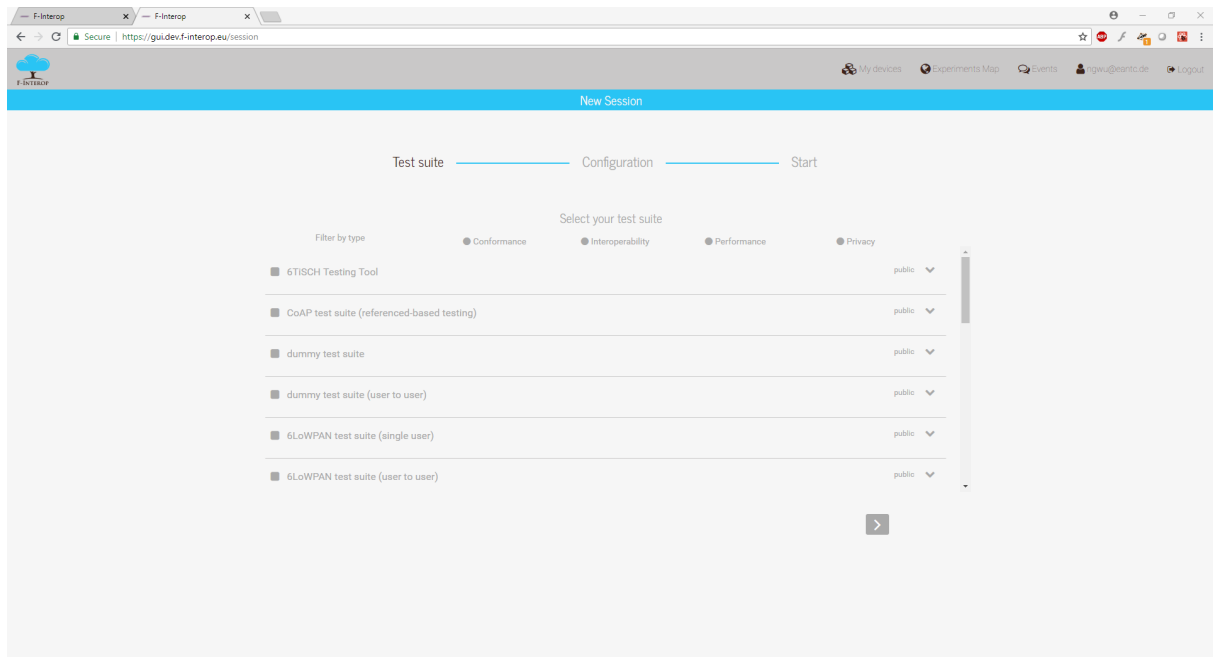 F-Interop F-Interop
Secure | https://gui.dev.f-interop.eu/session
ABP
1
F-INTEROP My devices Experiments Map Events ngwu@eantc.de Logout
New Session
Test suite Configuration Start
Select your test suite
Filter by type Conformance Interoperability Performance Privacy
6TiSCH Testing Tool public
CoAP test suite (referenced-based testing) public
dummy test suite public
dummy test suite (user to user) public
6LoWPAN test suite (single user) public
6LoWPAN test suite (user to user) public